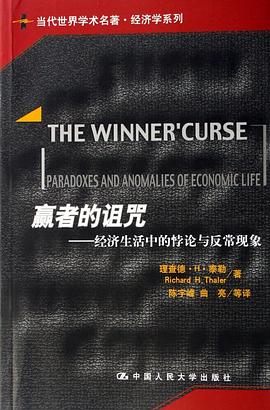 当代世界学术名著·经济学系列
THE WINNER'CURSE
PARADOXES AND ANOMALIES OF ECONOMIC LIFE
赢者的诅咒
——经济生活中的悖论与反常现象
理查德·H·泰勒
Richard H. Thaler 著
陈宇峰 曲亮/等译
中国人民大学出版社